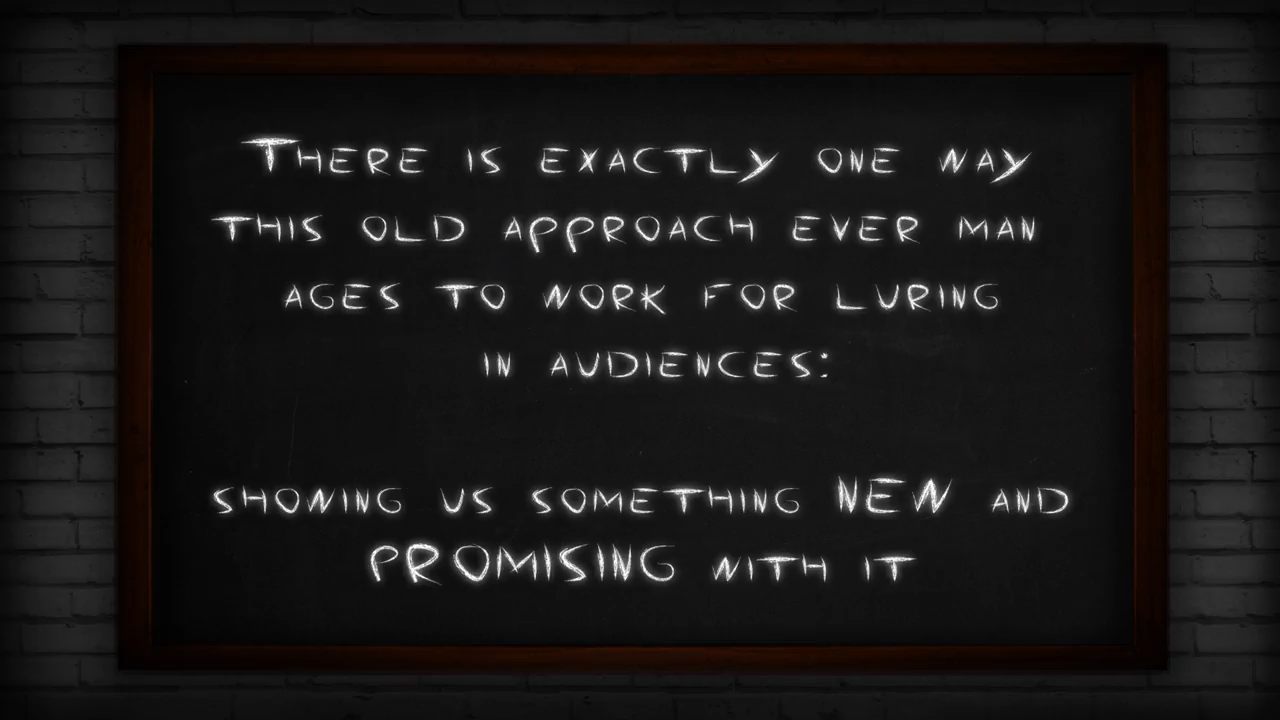 There is exactly one way
this old approach ever man
ages to work for luring
in audiences:
showing us something NEW and
PROMISING with it